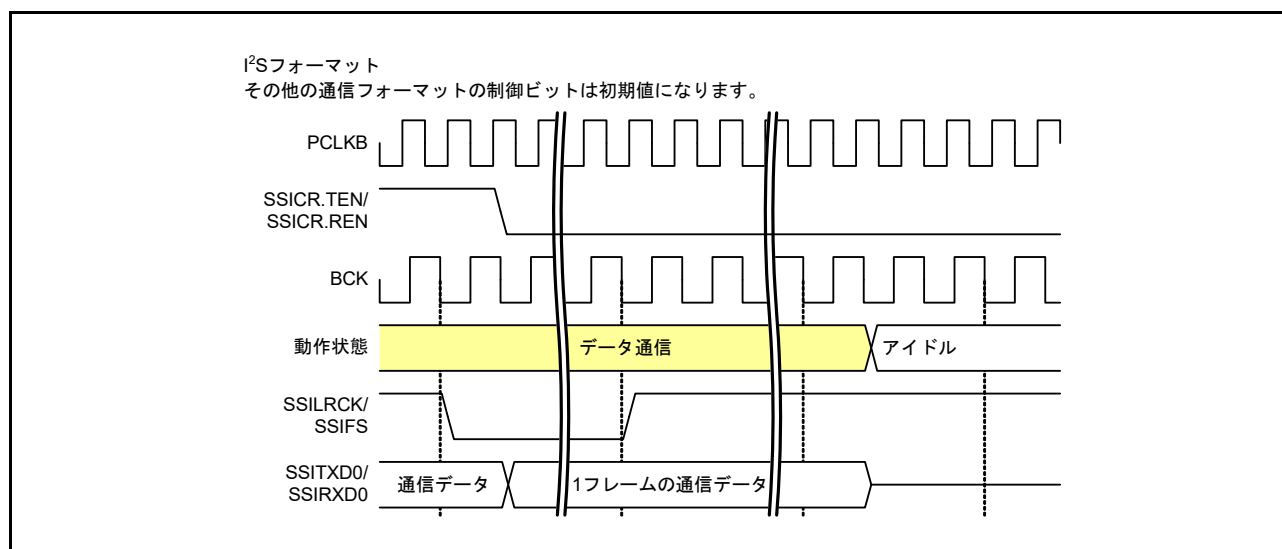 I²Sフォーマット
その他の通信フォーマットの制御ビットは初期値になります。
PCLKB
SSICR.TEN/
SSICR.REN
BCK
動作状態
データ通信
アイドル
SSILRCK/
SSIFS
SSITXD0/
SSIRXD0
通信データ
1フレームの通信データ